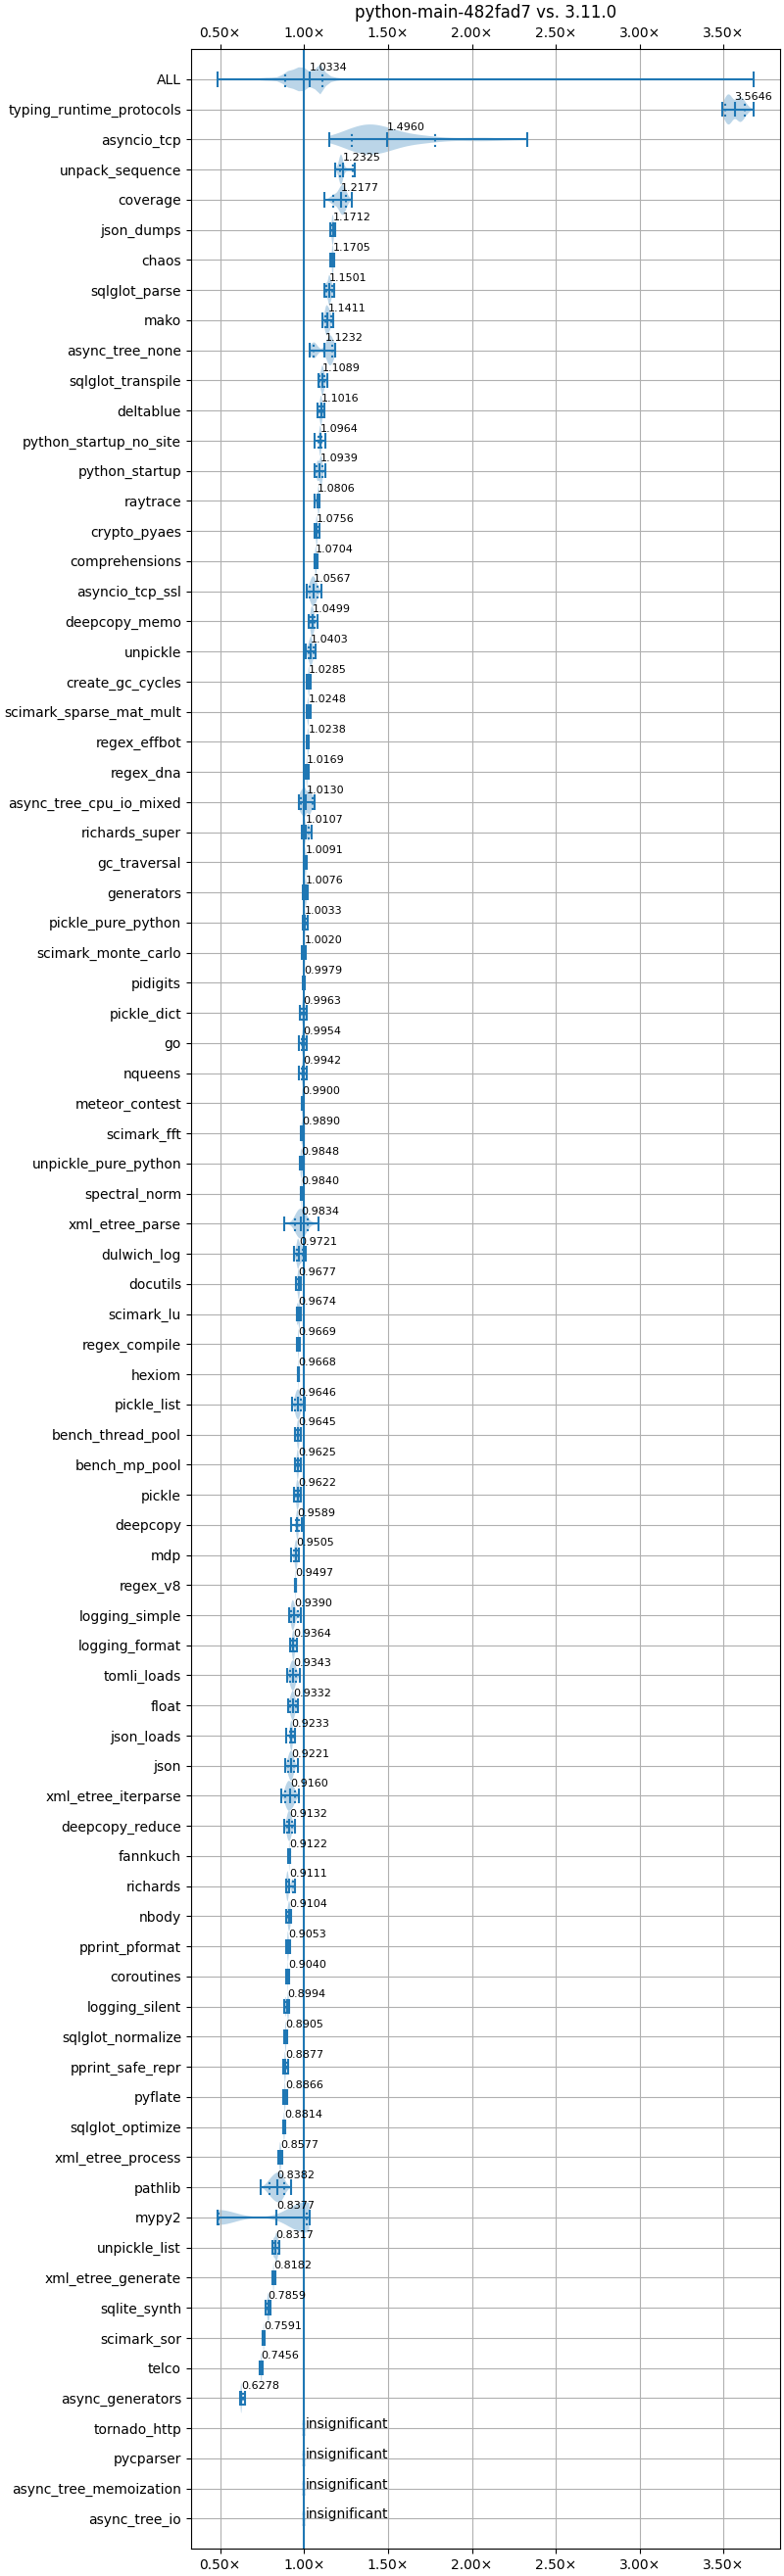 python-main-482fad7 vs. 3.11.0
0.50× 1.00× 1.50× 2.00× 2.50× 3.00× 3.50×
ALL 1.0334
typing_runtime_protocols 3.5646
asyncio_tcp 1.4960
unpack_sequence 1.2325
coverage 1.2177
json_dumps 1.1712
chaos 1.1705
sqlglot_parse 1.1501
mako 1.1411
async_tree_none 1.1232
sqlglot_transpile 1.1089
deltablue 1.1016
python_startup_no_site 1.0964
python_startup 1.0939
raytrace 1.0806
crypto_pyaes 1.0756
comprehensions 1.0704
asyncio_tcp_ssl 1.0567
deepcopy_memo 1.0499
unpickle 1.0403
create_gc_cycles 1.0285
scimark_sparse_mat_mult 1.0248
regex_effbot 1.0238
regex_dna 1.0169
async_tree_cpu_io_mixed 1.0130
richards_super 1.0107
gc_traversal 1.0091
generators 1.0076
pickle_pure_python 1.0033
scimark_monte_carlo 1.0020
pidigits 0.9979
pickle_dict 0.9963
go 0.9954
nqueens 0.9942
meteor_contest 0.9900
scimark_fft 0.9890
unpickle_pure_python 0.9848
spectral_norm 0.9840
xml_etree_parse 0.9834
dulwich_log 0.9721
docutils 0.9677
scimark_lu 0.9674
regex_compile 0.9669
hexiom 0.9668
pickle_list 0.9646
bench_thread_pool 0.9645
bench_mp_pool 0.9625
pickle 0.9622
deepcopy 0.9589
mdp 0.9505
regex_v8 0.9497
logging_simple 0.9390
logging_format 0.9364
tomli_loads 0.9343
float 0.9332
json_loads 0.9233
json 0.9221
xml_etree_iterparse 0.9160
deepcopy_reduce 0.9132
fannkuch 0.9122
richards 0.9111
nbody 0.9104
pprint_pformat 0.9053
coroutines 0.9040
logging_silent 0.8994
sqlglot_normalize 0.8905
pprint_safe_repr 0.8877
pyflate 0.8866
sqlglot_optimize 0.8814
xml_etree_process 0.8577
pathlib 0.8382
mypy2 0.8377
unpickle_list 0.8317
xml_etree_generate 0.8182
sqlite_synth 0.7859
scimark_sor 0.7591
telco 0.7456
async_generators 0.6278
tornado_http insignificant
pycparser insignificant
async_tree_memoization insignificant
async_tree_io insignificant
0.50× 1.00× 1.50× 2.00× 2.50× 3.00× 3.50×